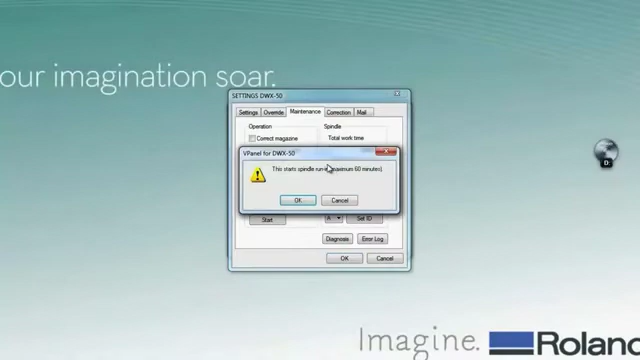 our imagination soar.
SETTINGS DWX-50
Settings Override Maintenance Correction Mail
Operation Spindle
Correct magazine Total work time
VPanel for DWX-50
This starts spindle run maximum 60 minutes).
OK Cancel
Start A Set ID
Diagnosis Error Log
OK Cancel
D:
Imagine. Roland